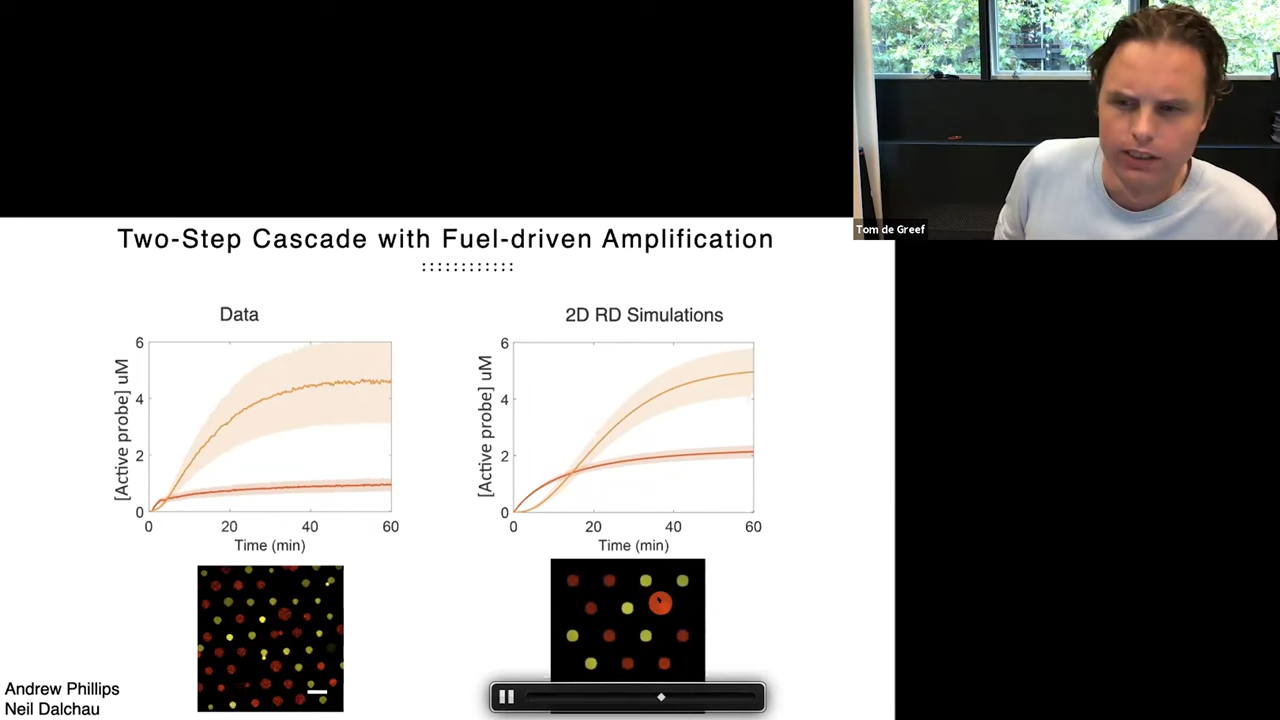 Tom de Greef
Two-Step Cascade with Fuel-driven Amplification
Data
2D RD Simulations
6
4
2
0
[Active probe] uM
0 20 40 60
Time (min)
6
4
2
0
[Active probe] uM
0 20 40 60
Time (min)
Andrew Phillips
Neil Dalchau